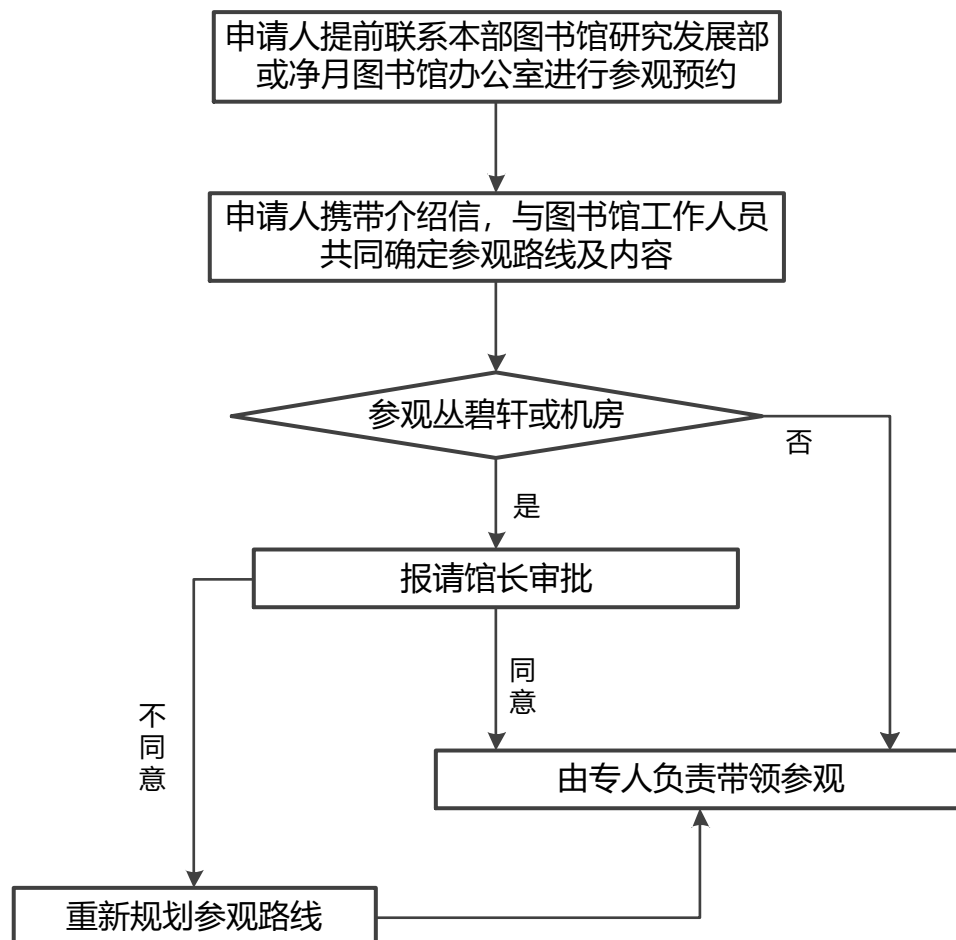 申请人提前联系本部图书馆研究发展部
或净月图书馆办公室进行参观预约
申请人携带介绍信，与图书馆工作人员
共同确定参观路线及内容
参观丛碧轩或机房
否
是
报请馆长审批
同
意
不
同
意
由专人负责带领参观
重新规划参观路线